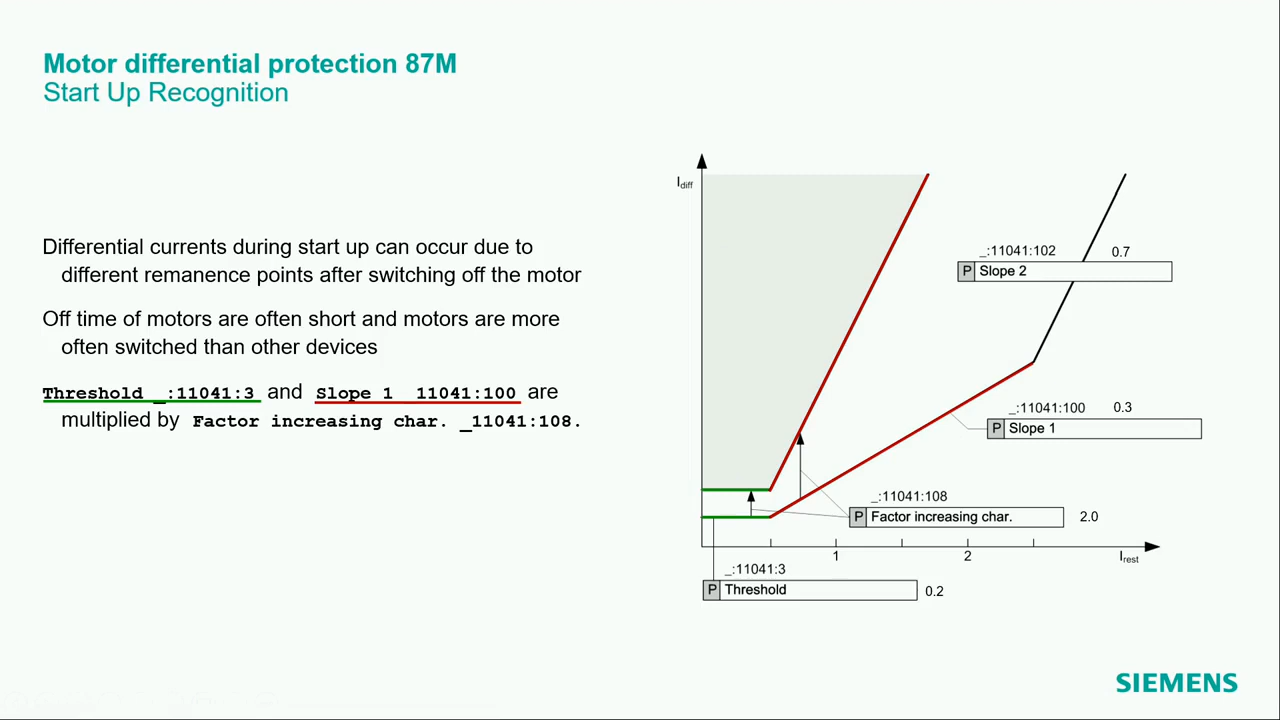 Motor differential protection 87M
Start Up Recognition
Differential currents during start up can occur due to
different remanence points after switching off the motor
Off time of motors are often short and motors are more
often switched than other devices
Threshold _:11041:3 and Slope 1 11041:100 are
multiplied by Factor increasing char. _11041:108.
Idiff
_:11041:102 0.7
P Slope 2
_:11041:100 0.3
P Slope 1
_:11041:108
P Factor increasing char. 2.0
1 2 Irest
_:11041:3
P Threshold 0.2
SIEMENS